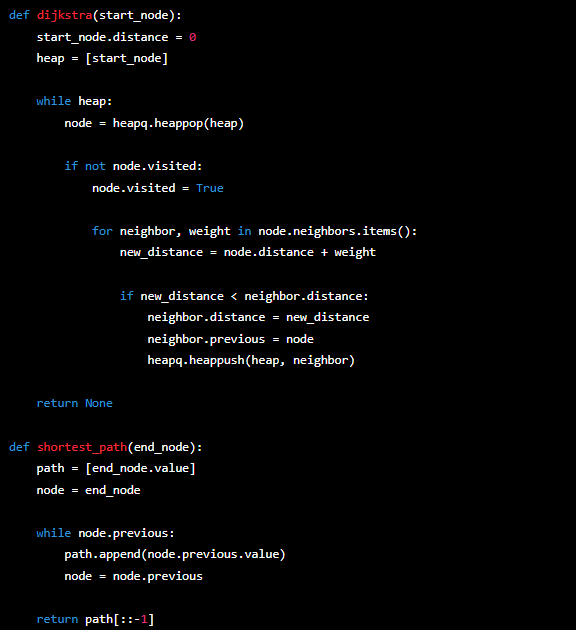 def dijkstra(start_node):
    start_node.distance = 0
    heap = [start_node]

    while heap:
        node = heapq.heappop(heap)

        if not node.visited:
            node.visited = True

            for neighbor, weight in node.neighbors.items():
                new_distance = node.distance + weight

                if new_distance < neighbor.distance:
                    neighbor.distance = new_distance
                    neighbor.previous = node
                    heapq.heappush(heap, neighbor)

    return None

def shortest_path(end_node):
    path = [end_node.value]
    node = end_node

    while node.previous:
        path.append(node.previous.value)
        node = node.previous

    return path[::-1]